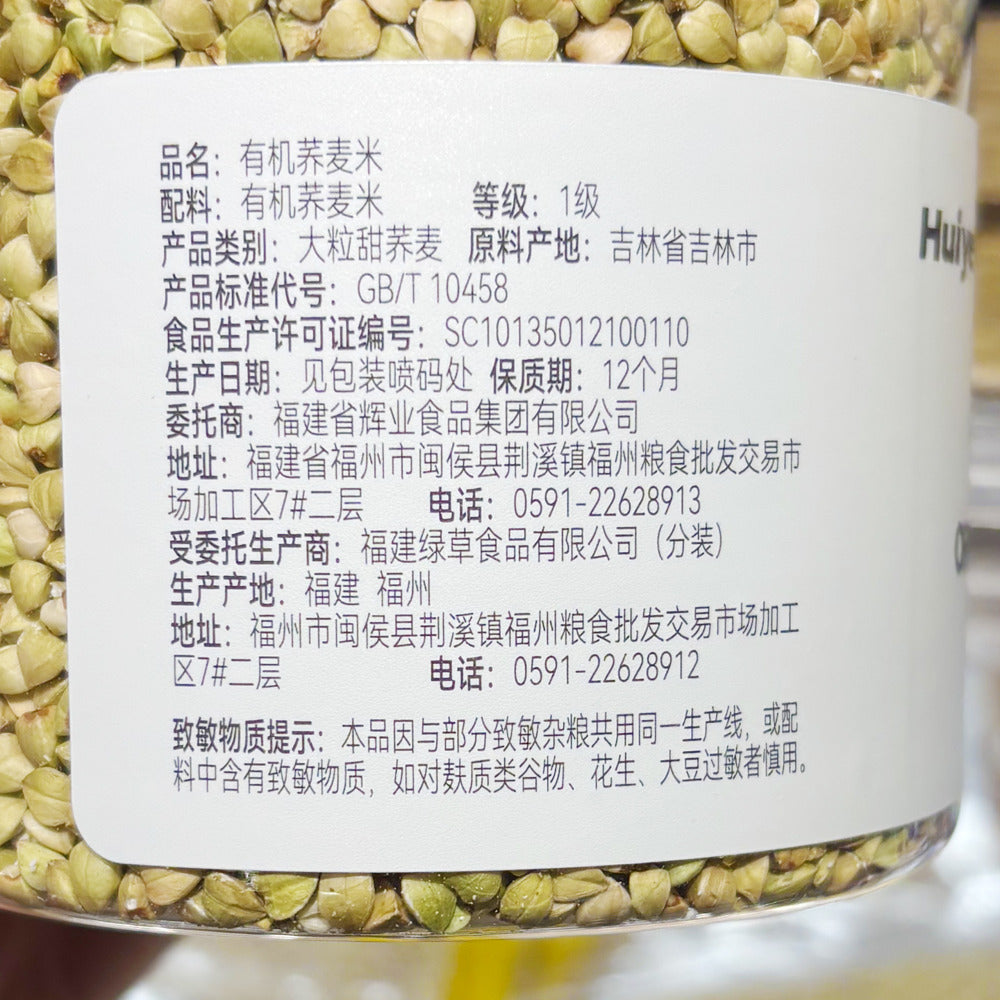 品名：有机荞麦米
配料：有机荞麦米 等级：1级
产品类别：大粒甜荞麦 原料产地：吉林省吉林市
产品标准代号：GB/T 10458
食品生产许可证编号：SC10135012100110
生产日期：见包装喷码处 保质期：12个月
委托商：福建省辉业食品集团有限公司
地址：福建省福州市闽侯县荆溪镇福州粮食批发交易市
场加工区7#二层 电话：0591-22628913
受委托生产商：福建绿草食品有限公司（分装）
生产产地：福建 福州
地址：福州市闽侯县荆溪镇福州粮食批发交易市场加工
区7#二层 电话：0591-22628912
致敏物质提示：本品因与部分致敏杂粮共用同一生产线，或配
料中含有致敏物质，如对麸质类谷物、花生、大豆过敏者慎用。